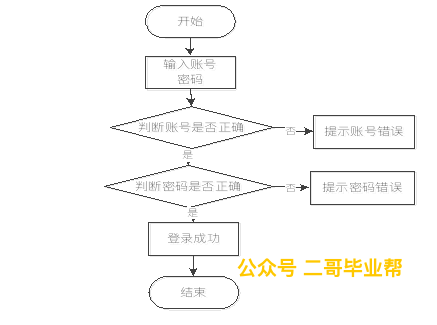 开始
输入账号
密码
判断账号是否正确
否
提示账号错误
是
判断密码是否正确
否
提示密码错误
是
登录成功
公众号 二哥毕业帮
结束